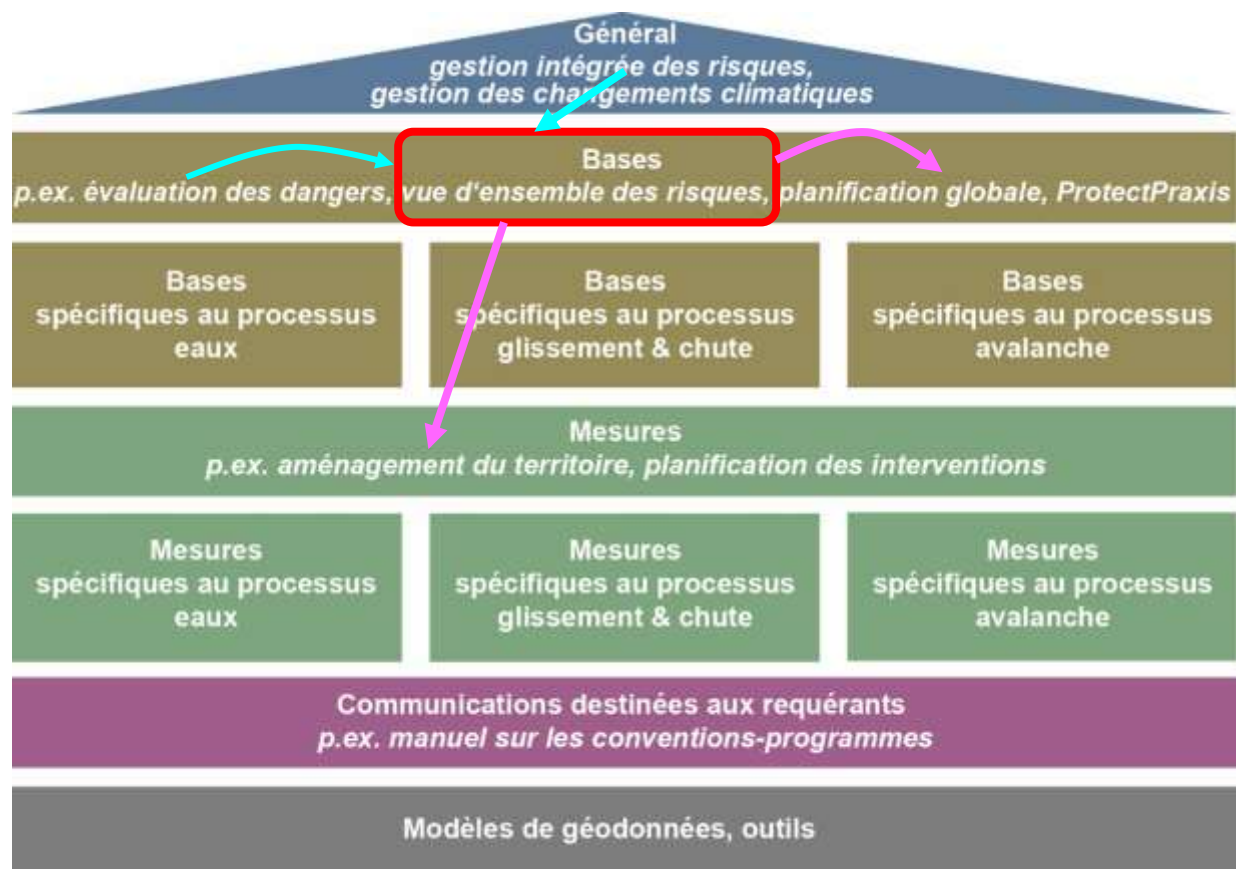 Général
gestion intégrée des risques,
gestion des changements climatiques
Bases
p.ex. évaluation des dangers, vue d'ensemble des risques, planification globale, ProtectPraxis
Bases
spécifiques au processus
eaux
Bases
spécifiques au processus
glissement & chute
Bases
spécifiques au processus
avalanche
Mesures
p.ex. aménagement du territoire, planification des interventions
Mesures
spécifiques au processus
eaux
Mesures
spécifiques au processus
glissement & chute
Mesures
spécifiques au processus
avalanche
Communications destinées aux requérants
p.ex. manuel sur les conventions-programmes
Modèles de géodonnées, outils